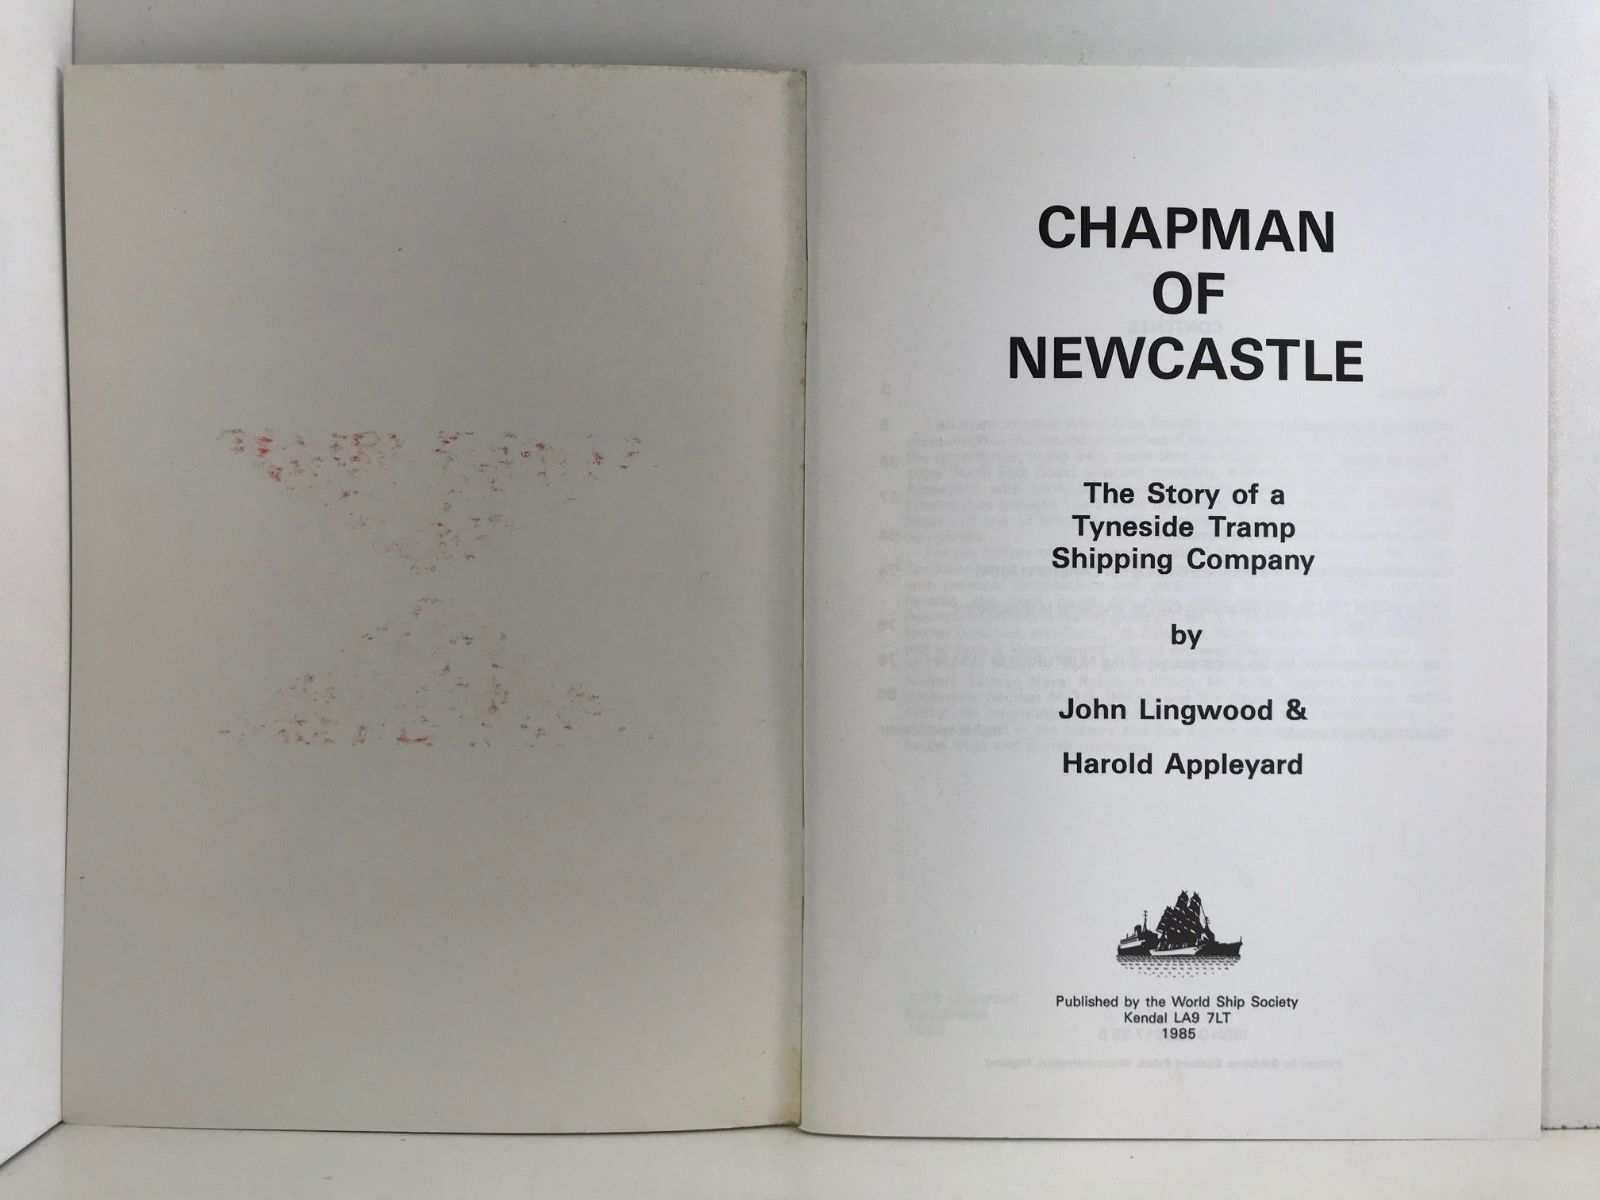 CHAPMAN
OF
NEWCASTLE
The Story of a
Tyneside Tramp
Shipping Company
by
John Lingwood &
Harold Appleyard
Published by the World Ship Society
Kendal LA9 7LT
1985